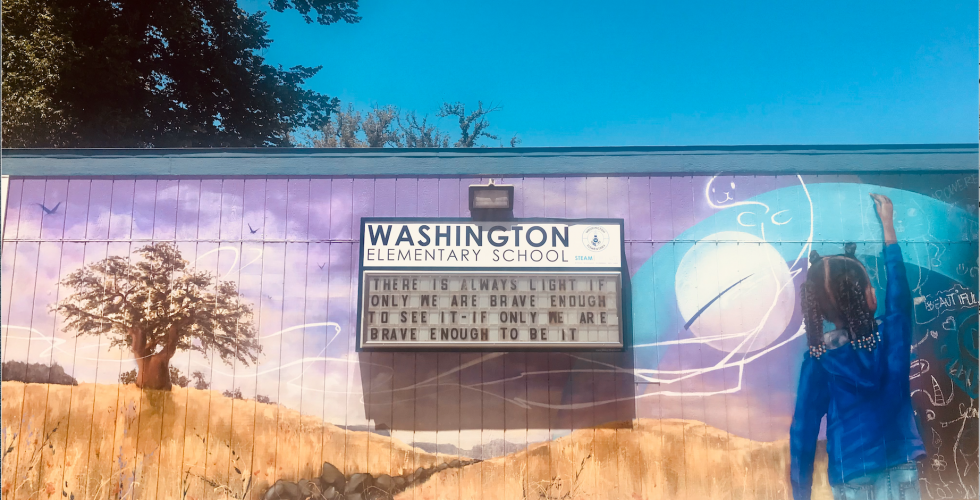 WASHINGTON
ELEMENTARY SCHOOL STEAM
THERE IS ALWAYS LIGHT IF
ONLY WE ARE BRAVE ENOUGH
TO SEE IT-IF ONLY WE ARE
BRAVE ENOUGH TO BE IT